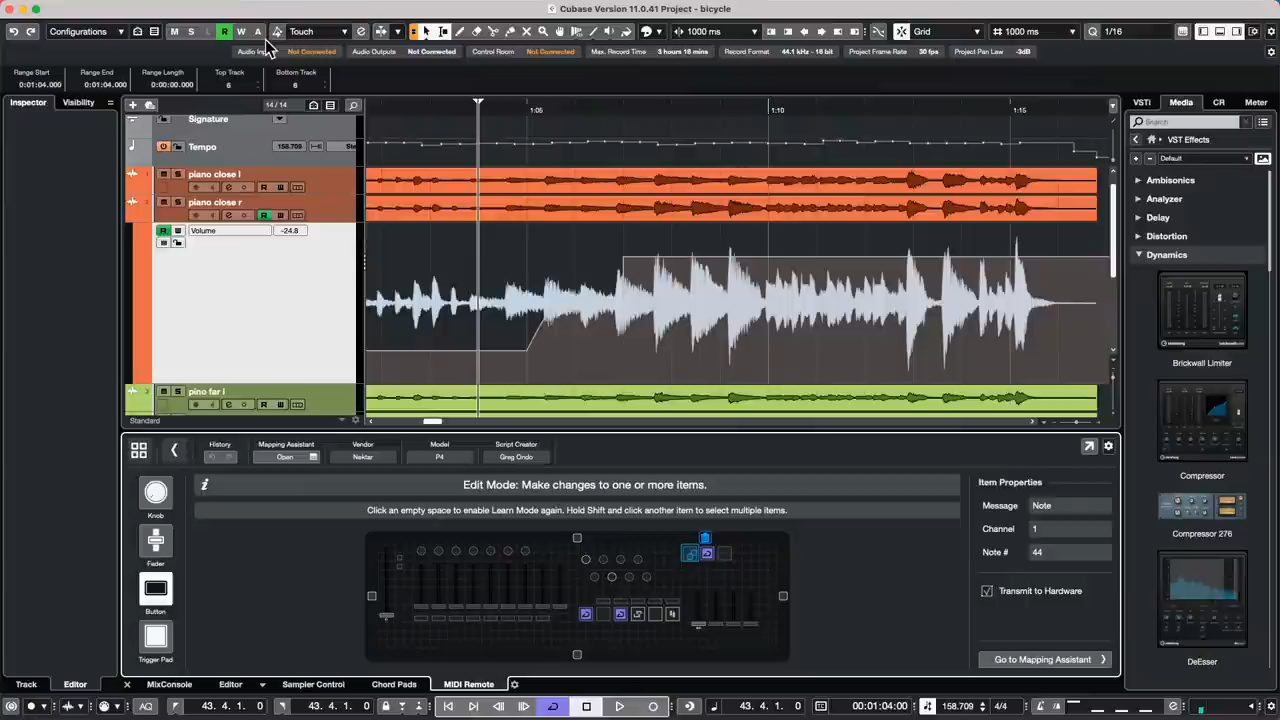 Cubase Version 11.0.41 Project - bicycle
Configurations M S L R W A Touch 1000 ms Grid 1000 ms Q 1/16
Not Connected Audio Outputs Not Connected Control Room Not Connected Max. Record Time 3 hours 16 mins Record Format 44.1 kHz - 16 bit Project Frame Rate 30 fps Project Pan Law -3dB
Range Start Range End Range Length Top Track Bottom Track
0:01:04.000 0:01:04.000 0:00:00.000 6 6
Inspector Visibility 14 / 14 1:05 1:10 1:15 VSTi Media CR Meter
Signature
Search
Tempo 158.709
VST Effects
Default
piano close l
R W
piano close r
R W
R W Volume -24.8
pino far l
R W
Standard
Ambisonics
Analyzer
Delay
Distortion
Dynamics
Brickwall Limiter
Compressor
Compressor 276
DeEsser
History Mapping Assistant Vendor Model Script Creator
Open Nektar P4 Greg Ondo
Edit Mode: Make changes to one or more items.
Click an empty space to enable Learn Mode again. Hold Shift and click another item to select multiple items.
Knob
Fader
Button
Trigger Pad
Item Properties
Message Note
Channel 1
Note # 44
Transmit to Hardware
Go to Mapping Assistant
Track Editor MixConsole Editor Sampler Control Chord Pads MIDI Remote
AQ 43. 4. 1. 0 43. 4. 1. 0 43. 4. 1. 0 0:01:04:00 158.709 4/4